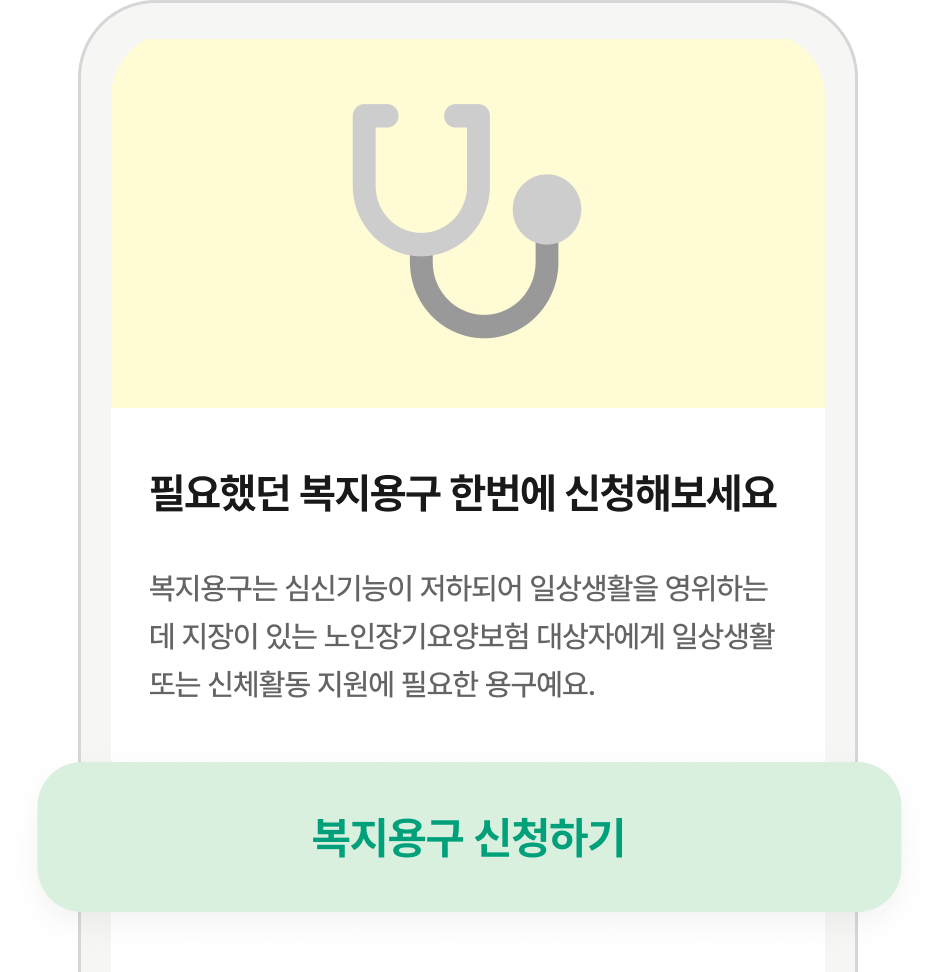 필요했던 복지용구 한번에 신청해보세요
복지용구는 심신기능이 저하되어 일상생활을 영위하는
데 지장이 있는 노인장기요양보험 대상자에게 일상생활
또는 신체활동 지원에 필요한 용구예요.
복지용구 신청하기